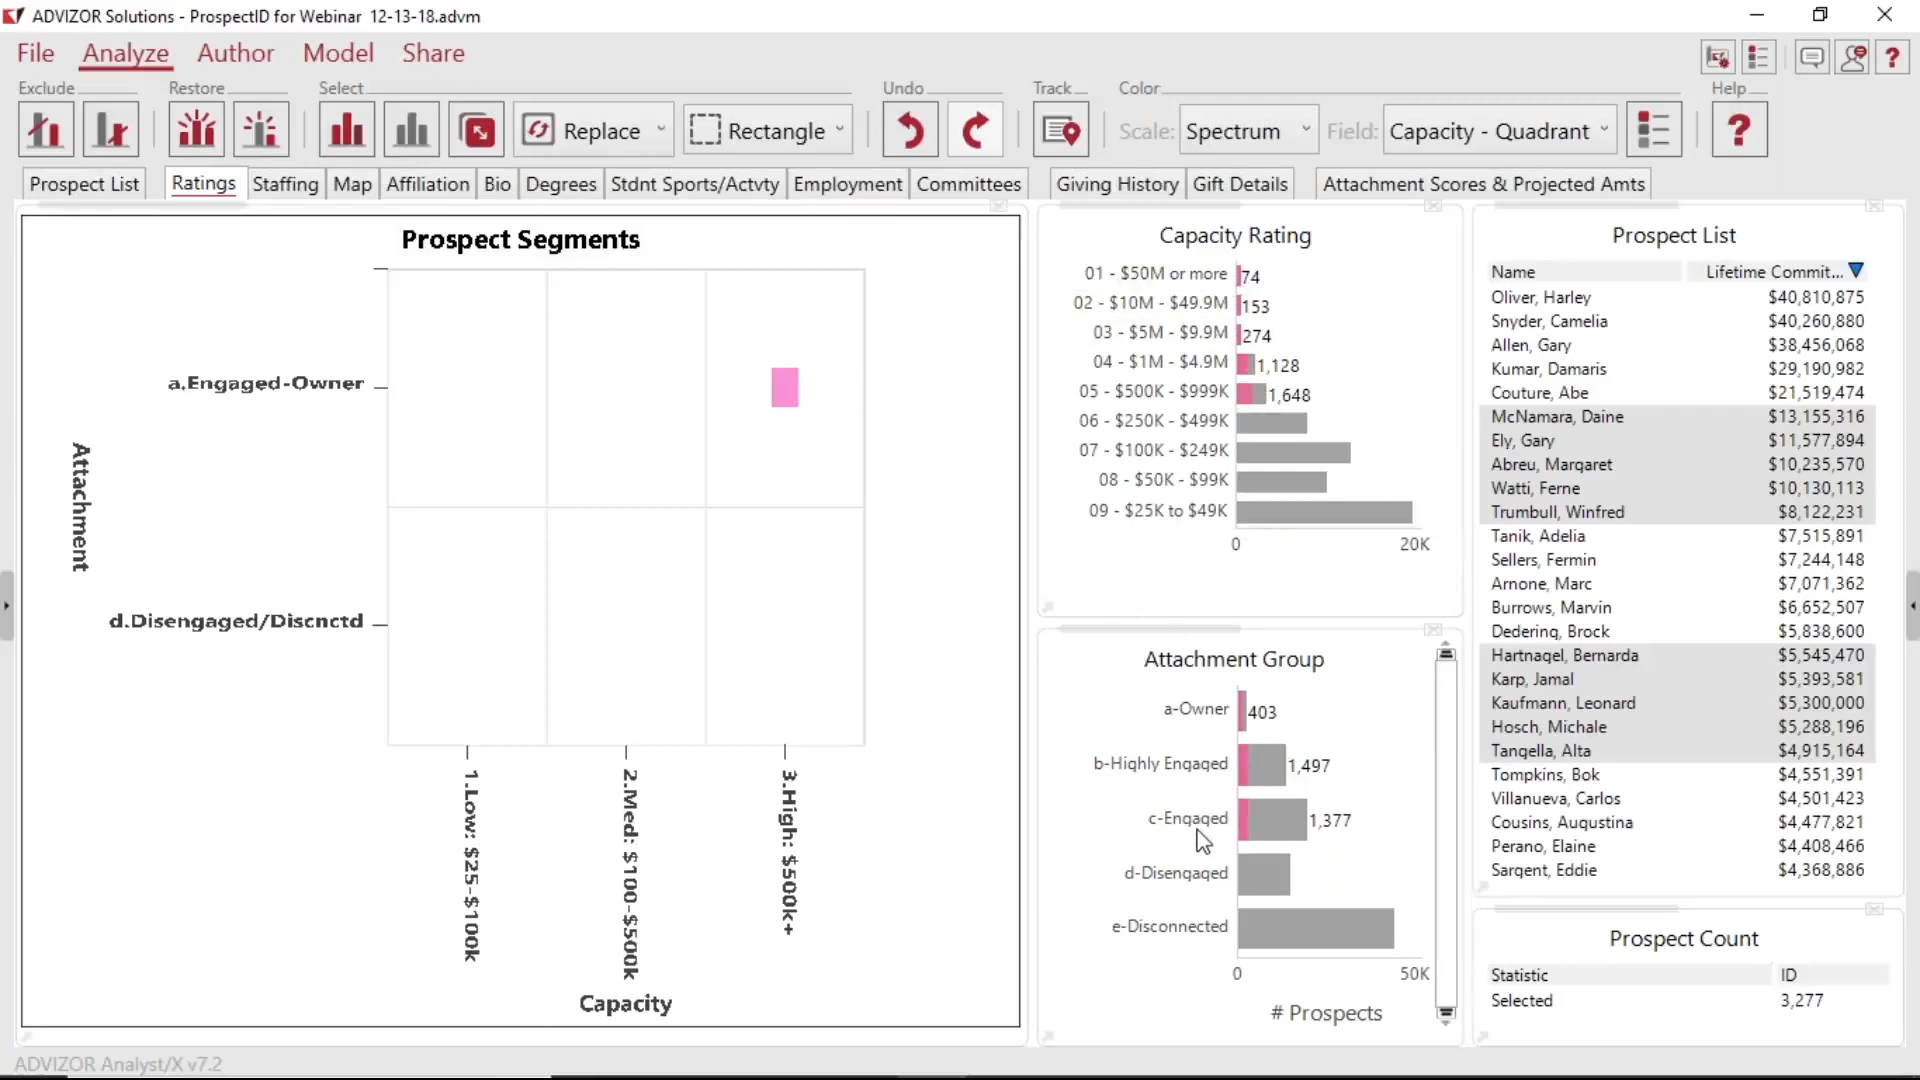 ADVIZOR Solutions - ProspectID for Webinar 12-13-18.advm
File Analyze Author Model Share
Exclude Restore Select Undo Track Color Help
Replace Rectangle Scale: Spectrum Field: Capacity - Quadrant
Prospect List Ratings Staffing Map Affiliation Bio Degrees Stdnt Sports/Actvty Employment Committees Giving History Gift Details Attachment Scores & Projected Amts
Prospect Segments
a.Engaged-Owner
d.Disengaged/Discnctd
Attachment
1.Low: $25-$100k
2.Med: $100-$500k
3.High: $500k+
Capacity
Capacity Rating
01 - $50M or more 74
02 - $10M - $49.9M 153
03 - $5M - $9.9M 274
04 - $1M - $4.9M 1,128
05 - $500K - $999K 1,648
06 - $250K - $499K
07 - $100K - $249K
08 - $50K - $99K
09 - $25K to $49K
0 20K
Attachment Group
a-Owner 403
b-Highly Engaged 1,497
c-Engaged 1,377
d-Disengaged
e-Disconnected
0 50K
# Prospects
Prospect List
Name Lifetime Commit...
Oliver, Harley $40,810,875
Snyder, Camelia $40,260,880
Allen, Gary $38,456,068
Kumar, Damaris $29,190,982
Couture, Abe $21,519,474
McNamara, Daine $13,155,316
Ely, Gary $11,577,894
Abreu, Margaret $10,235,570
Watti, Ferne $10,130,113
Trumbull, Winfred $8,122,231
Tanik, Adelia $7,515,891
Sellers, Fermin $7,244,148
Arnone, Marc $7,071,362
Burrows, Marvin $6,652,507
Dedering, Brock $5,838,600
Hartnagel, Bernarda $5,545,470
Karp, Jamal $5,393,581
Kaufmann, Leonard $5,300,000
Hosch, Michale $5,288,196
Tangella, Alta $4,915,164
Tompkins, Bok $4,551,391
Villanueva, Carlos $4,501,423
Cousins, Augustina $4,477,821
Perano, Elaine $4,408,466
Sargent, Eddie $4,368,886
Prospect Count
Statistic ID
Selected 3,277
ADVIZOR Analyst/X v7.2